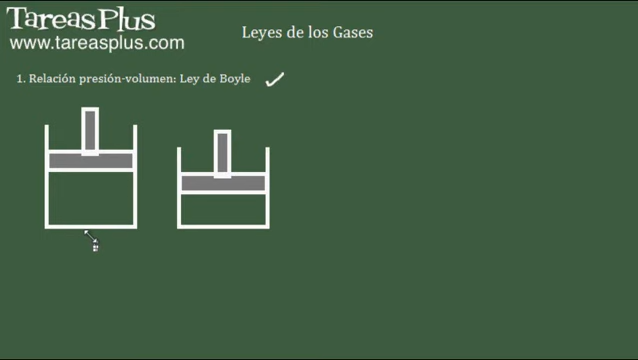 TareasPlus
www.tareasplus.com
Leyes de los Gases
1. Relación presión-volumen: Ley de Boyle